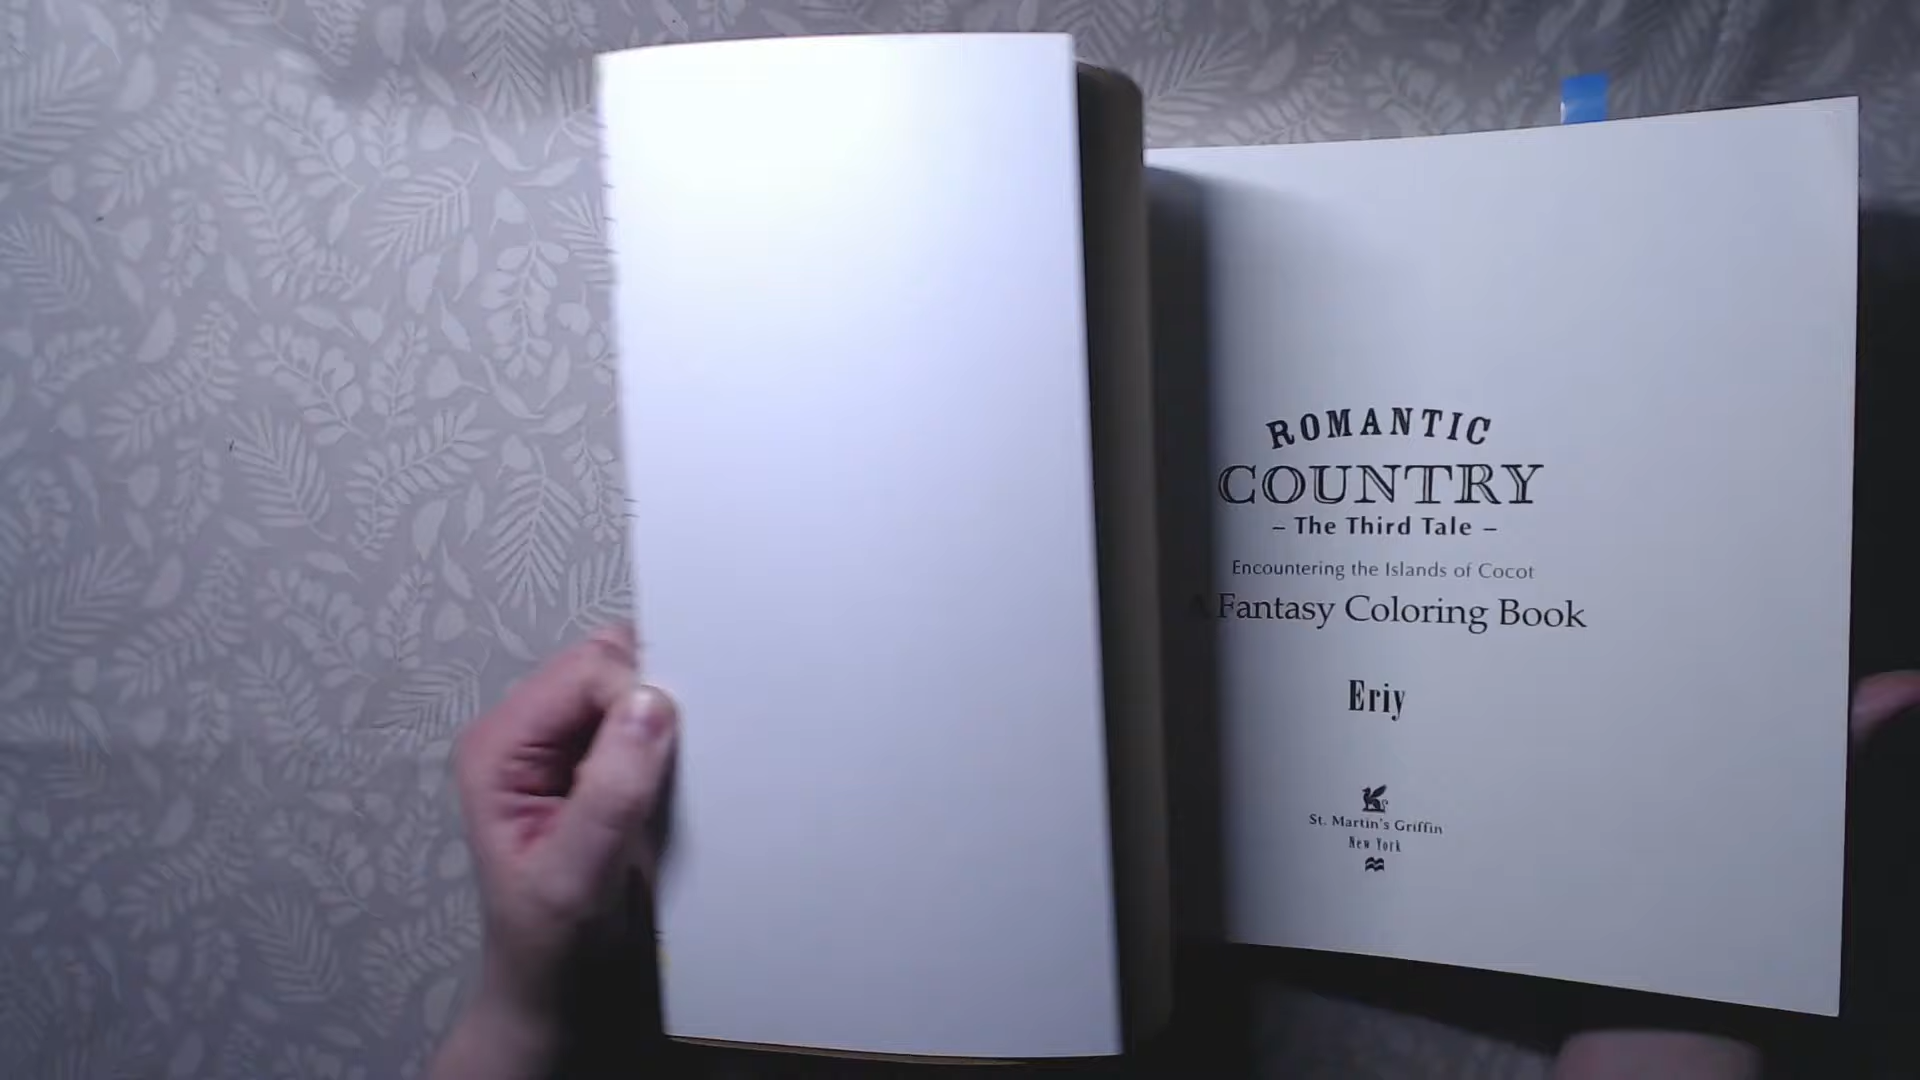 ROMANTIC
COUNTRY
– The Third Tale –
Encountering the Islands of Cocot
A Fantasy Coloring Book
Eriy
St. Martin's Griffin
New York